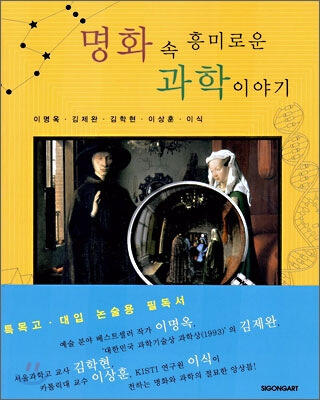 명화 속 흥미로운
과학 이야기
이명옥 · 김제완 · 김학현 · 이상훈 · 이식
특목고 · 대입 논술용 필독서
예술 분야 베스트셀러 작가 이명옥,
'대한민국 과학기술상 과학상(1993)'의 김제완,
서울과학고 교사 김학현,
카톨릭대 교수 이상훈, KISTI 연구원 이식이
전하는 명화와 과학의 절묘한 앙상블!
SIGONGART